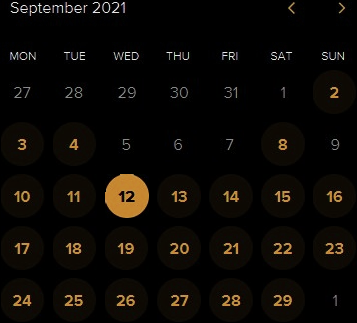 September 2021
MON TUE WED THU FRI SAT SUN
27 28 29 30 31 1 2
3 4 5 6 7 8 9
10 11 12 13 14 15 16
17 18 19 20 21 22 23
24 25 26 27 28 29 1